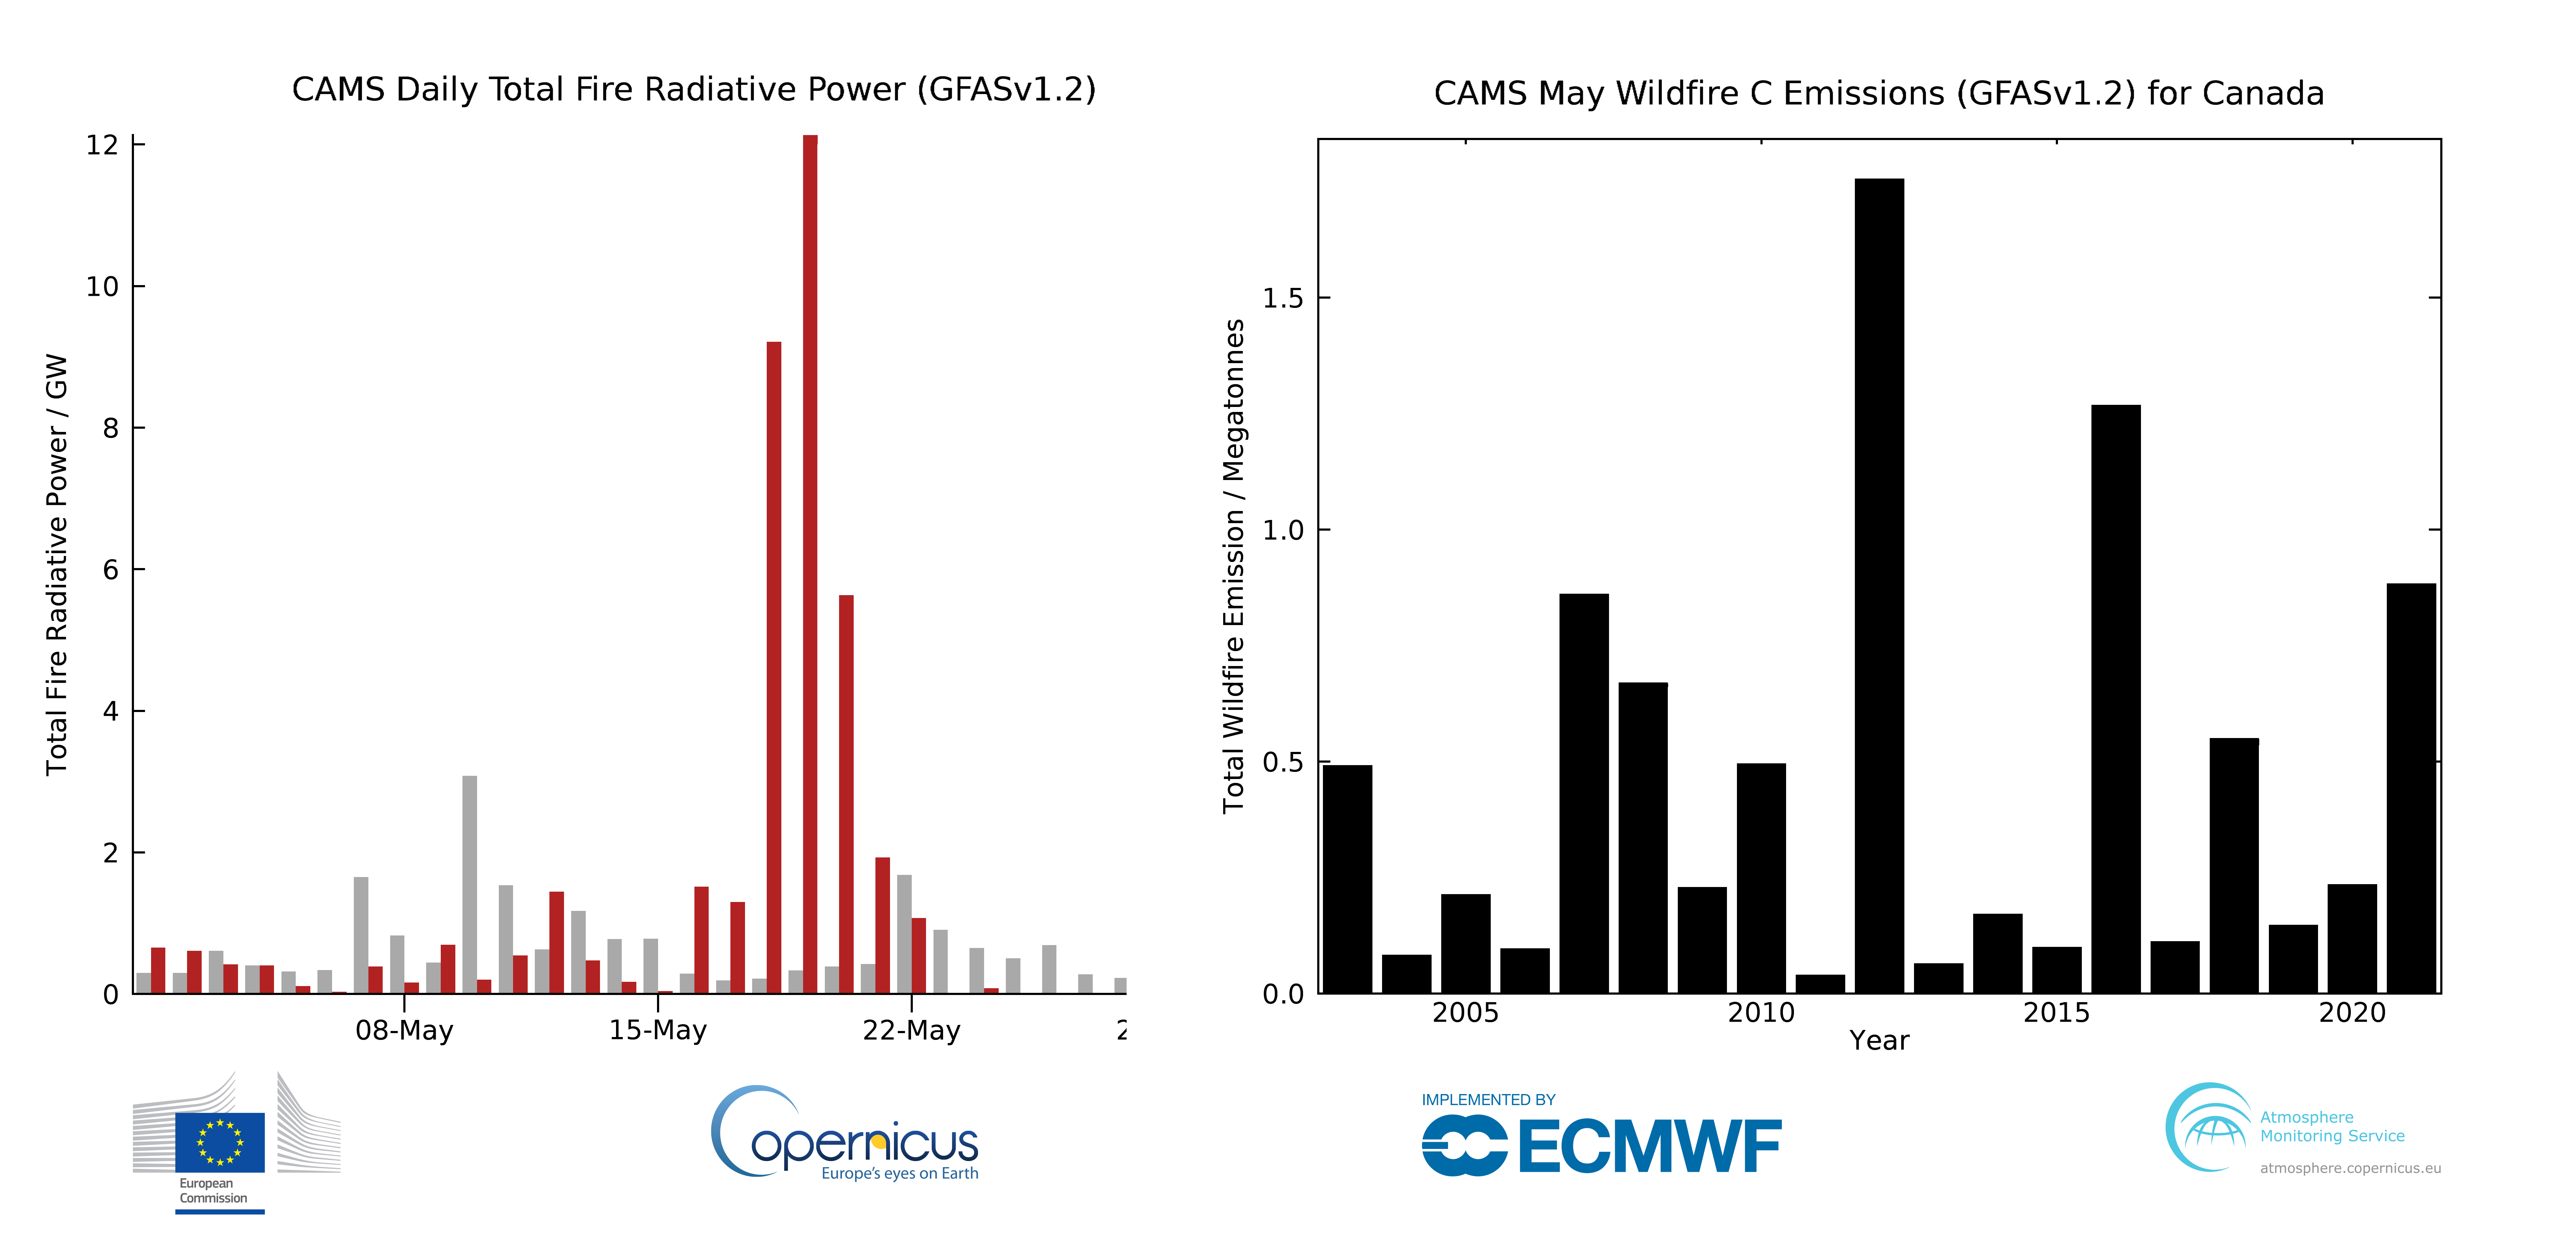 CAMS Daily Total Fire Radiative Power (GFASv1.2)
Total Fire Radiative Power / GW
12
10
8
6
4
2
0
08-May
15-May
22-May
2
CAMS May Wildfire C Emissions (GFASv1.2) for Canada
Total Wildfire Emission / Megatonnes
1.5
1.0
0.5
0.0
2005
2010
2015
2020
Year
European
Commission
opernicus
Europe's eyes on Earth
IMPLEMENTED BY
ECMWF
Atmosphere
Monitoring Service
atmosphere.copernicus.eu